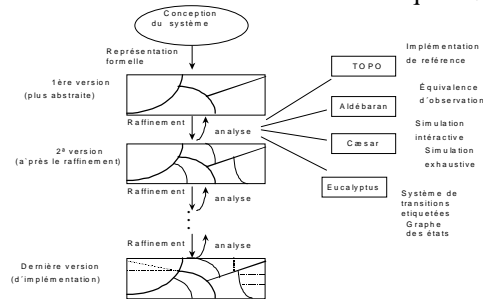 Conception
du système
Représentation
formelle
1ère version
(plus abstraite)
Raffinement
analyse
2ª version
(a'près le raffinement)
Raffinement
analyse
Raffinement
analyse
Dernière version
(d'implémentation)
TOPO
Implémentation
de référence
Aldébaran
Équivalence
d'observation
Cæsar
Simulation
intéractive
Simulation
exhaustive
Eucalyptus
Système de
transitions
etiquetées
Graphe
des états